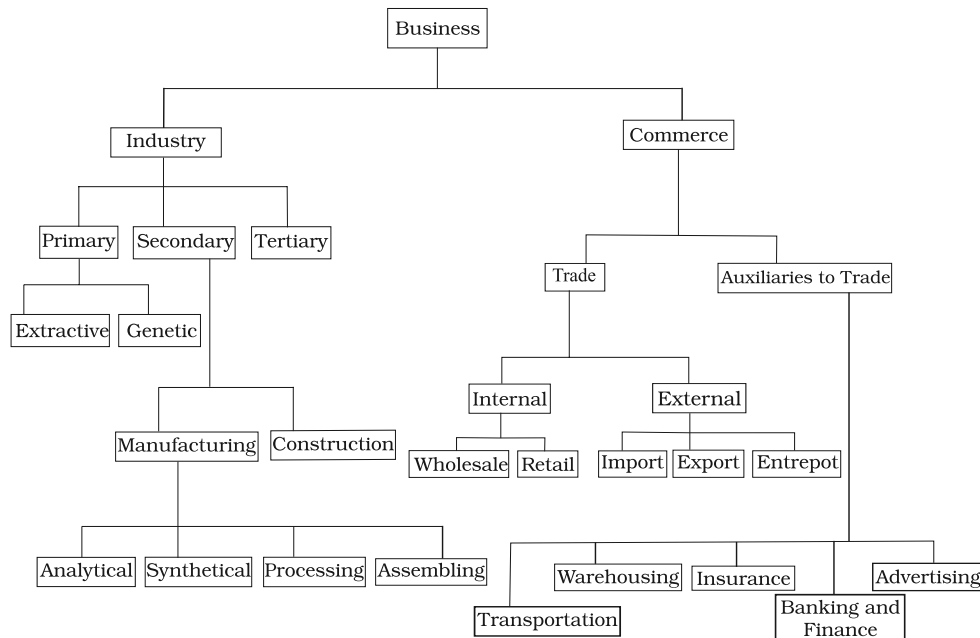 Business
Industry
Commerce
Primary
Secondary
Tertiary
Trade
Auxiliaries to Trade
Extractive
Genetic
Internal
External
Manufacturing
Construction
Wholesale
Retail
Import
Export
Entrepot
Analytical
Synthetical
Processing
Assembling
Warehousing
Insurance
Advertising
Transportation
Banking and
Finance